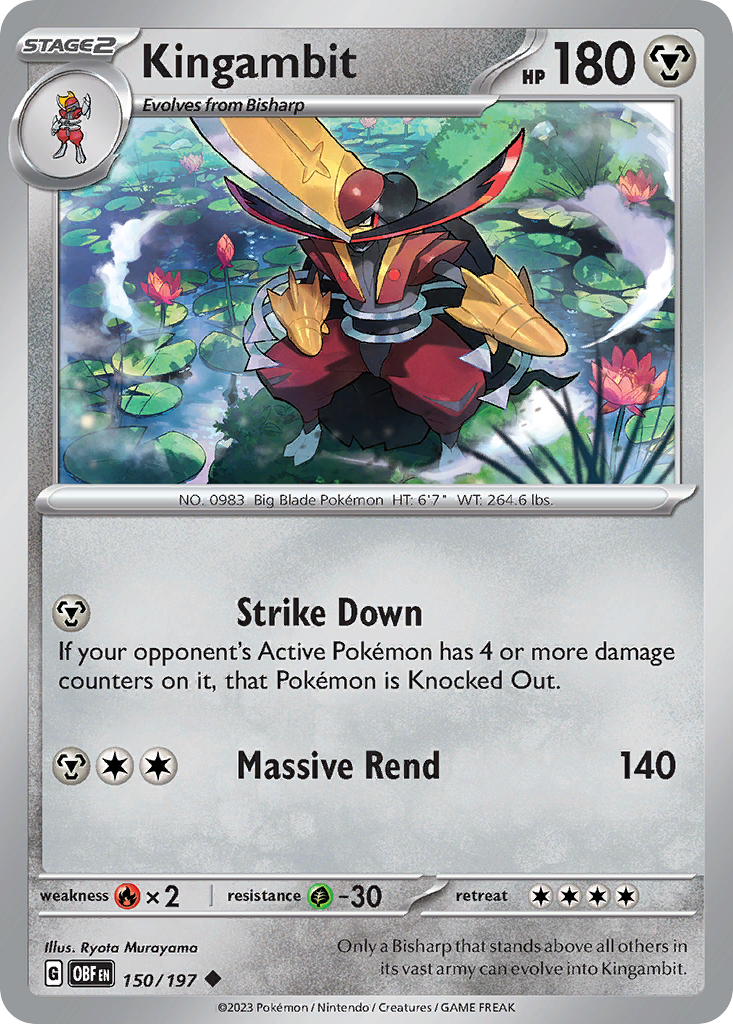 STAGE2
Kingambit
HP 180
Evolves from Bisharp
NO. 0983 Big Blade Pokémon HT: 6'7" WT: 264.6 lbs.
Strike Down
If your opponent's Active Pokémon has 4 or more damage
counters on it, that Pokémon is Knocked Out.
Massive Rend 140
weakness ×2 resistance -30 retreat
Illus. Ryota Murayama
Only a Bisharp that stands above all others in
its vast army can evolve into Kingambit.
G OBF EN 150/197
©2023 Pokémon / Nintendo / Creatures / GAME FREAK